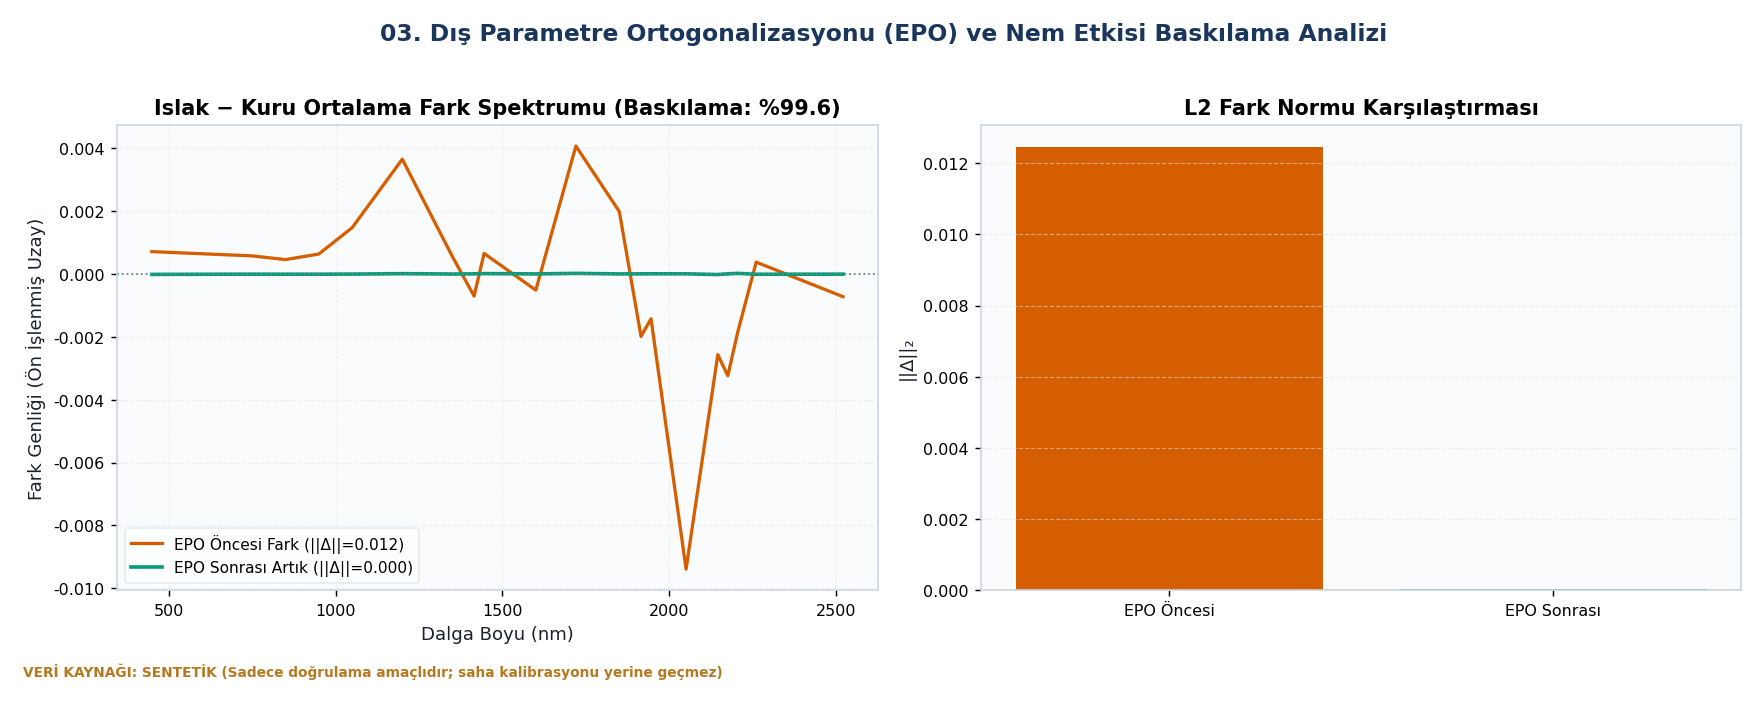 03. Dış Parametre Ortogonalizasyonu (EPO) ve Nem Etkisi Baskılama Analizi
Islak − Kuru Ortalama Fark Spektrumu (Baskılama: %99.6)
Fark Genliği (Ön İşlenmiş Uzay)
0.004
0.002
0.000
-0.002
-0.004
-0.006
-0.008
-0.010
EPO Öncesi Fark (||Δ||=0.012)
EPO Sonrası Artık (||Δ||=0.000)
500 1000 1500 2000 2500
Dalga Boyu (nm)
L2 Fark Normu Karşılaştırması
||Δ||₂
0.012
0.010
0.008
0.006
0.004
0.002
0.000
EPO Öncesi EPO Sonrası
VERİ KAYNAĞI: SENTETİK (Sadece doğrulama amaçlıdır; saha kalibrasyonu yerine geçmez)